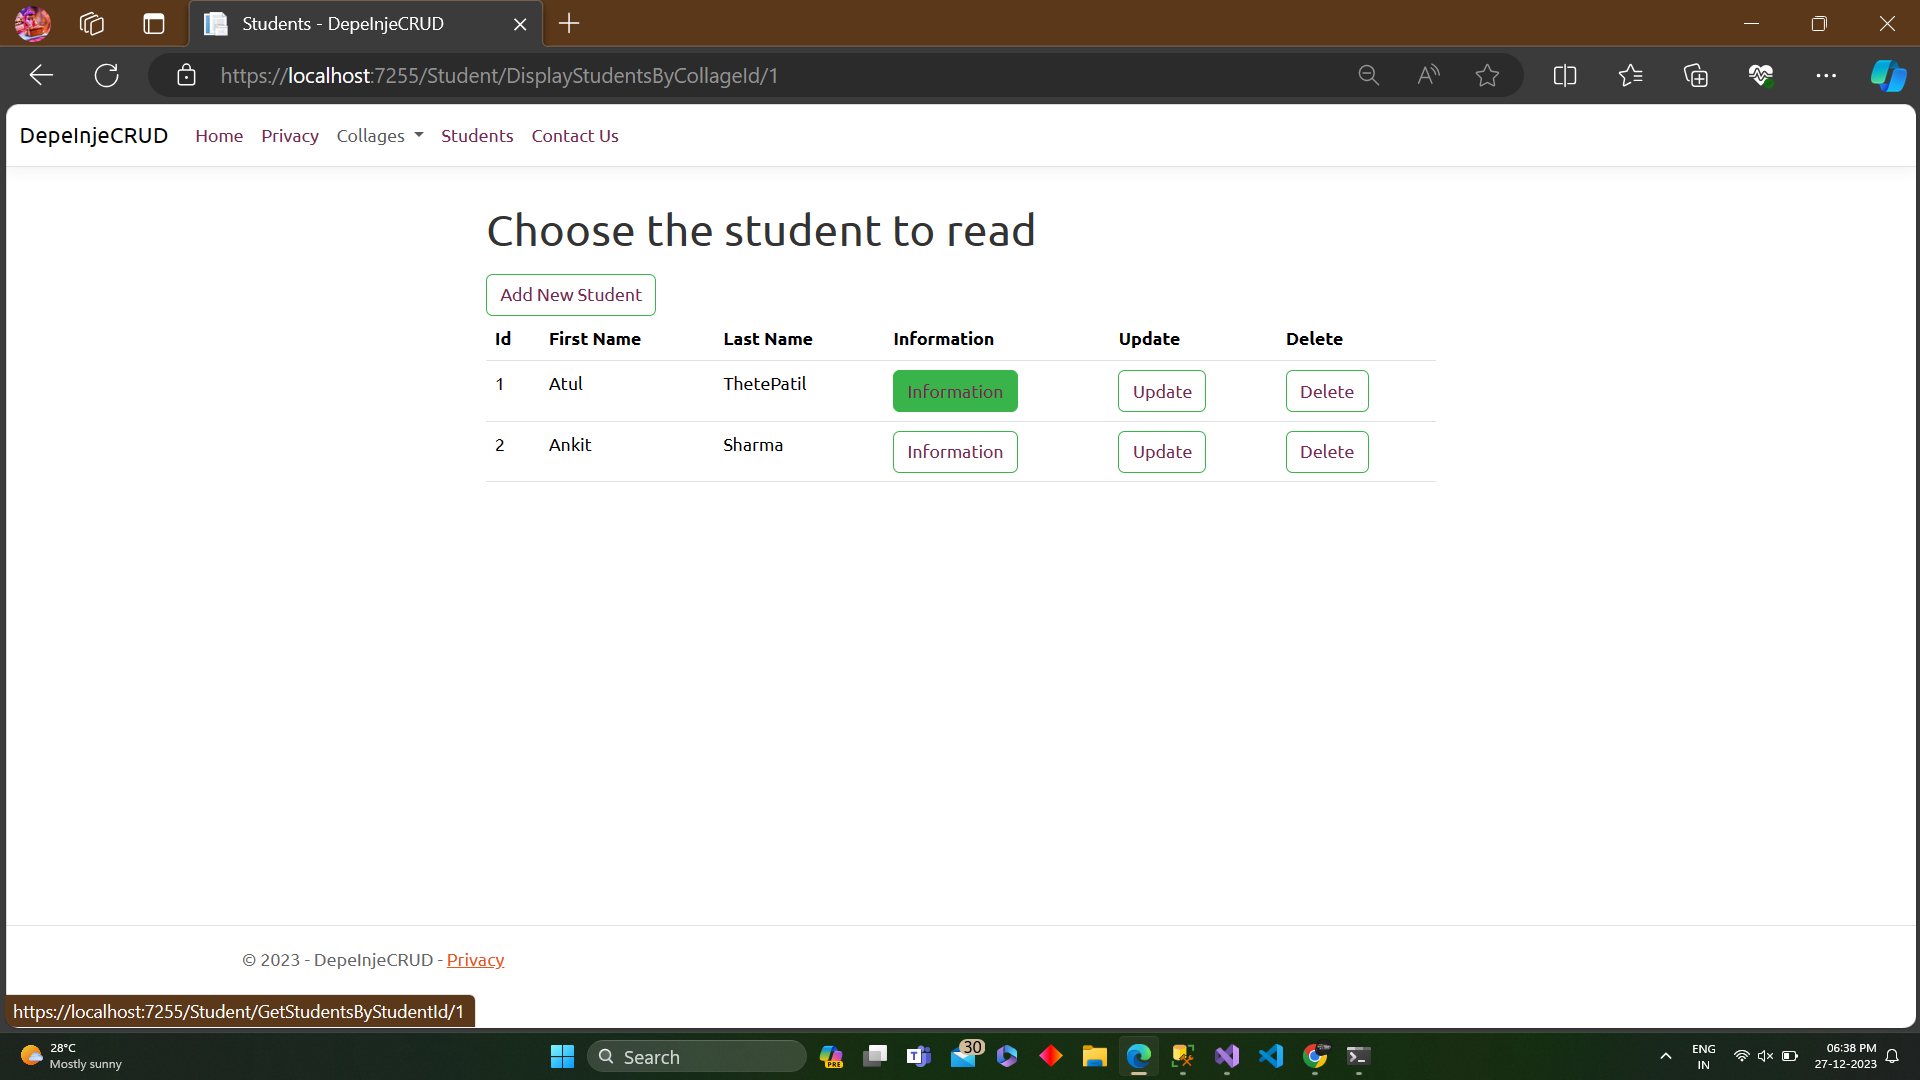 Students - DepeInjeCRUD
https://localhost:7255/Student/DisplayStudentsByCollageId/1
DepeInjeCRUD Home Privacy Collages Students Contact Us
Choose the student to read
Add New Student
Id First Name Last Name Information Update Delete
1 Atul ThetePatil Information Update Delete
2 Ankit Sharma Information Update Delete
© 2023 - DepeInjeCRUD - Privacy
https://localhost:7255/Student/GetStudentsByStudentId/1
28°C
Mostly sunny
Search
PRE
30
ENG
IN
06:38 PM
27-12-2023